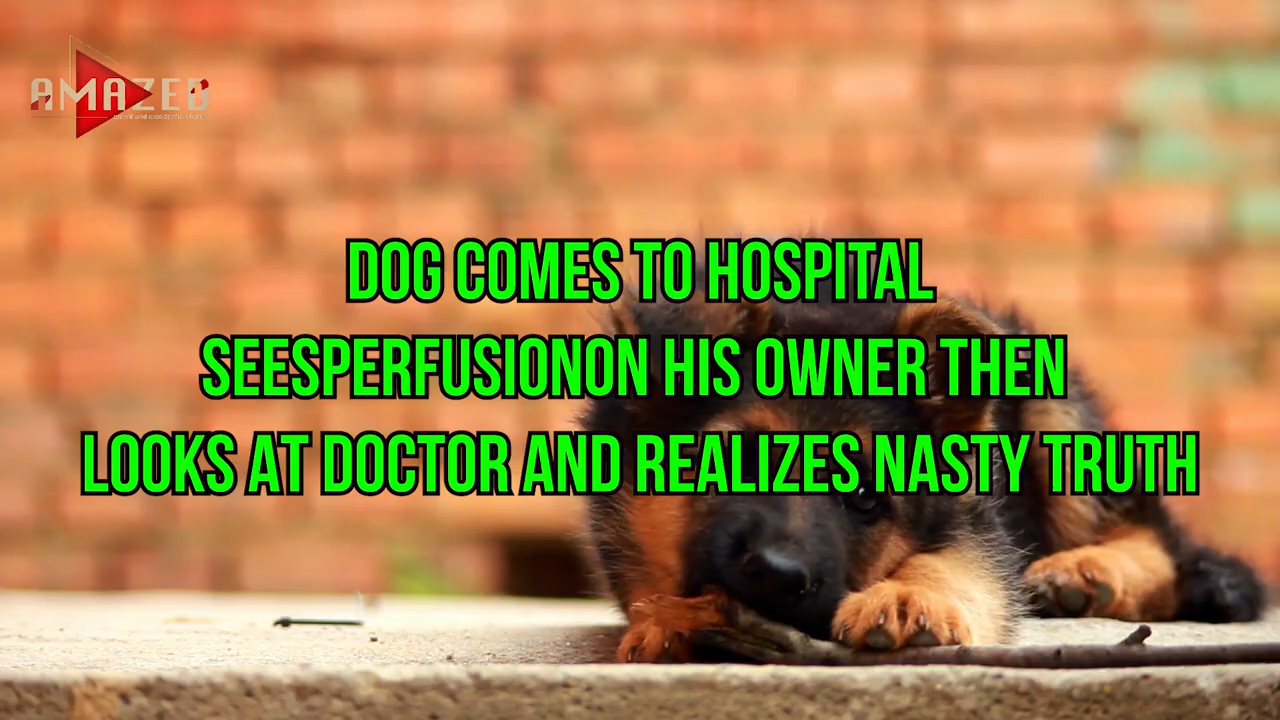 AMAZED
DOG COMES TO HOSPITAL
SEESPERFUSIONON HIS OWNER THEN
LOOKS AT DOCTOR AND REALIZES NASTY TRUTH